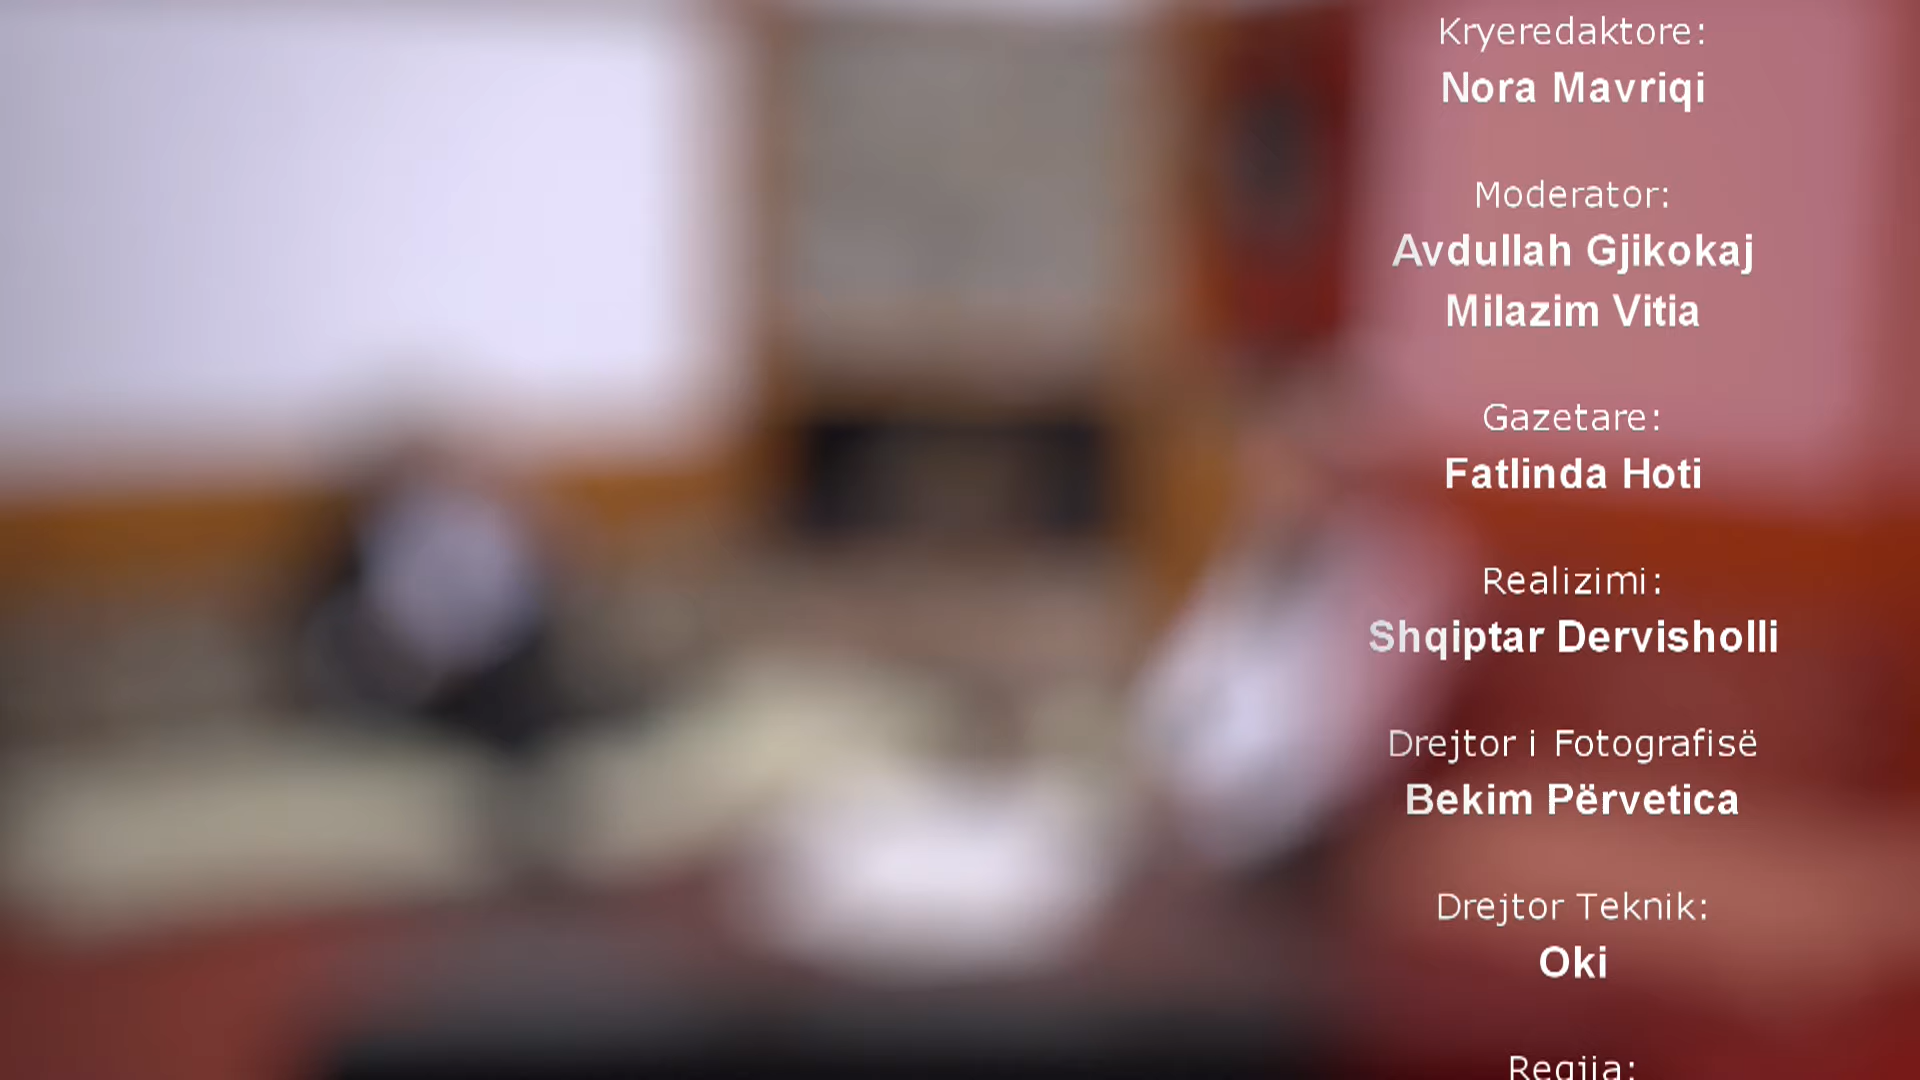 Kryeredaktore:
Nora Mavriqi
Moderator:
Avdullah Gjikokaj
Milazim Vitia
Gazetare:
Fatlinda Hoti
Realizimi:
Shqiptar Dervisholli
Drejtor i Fotografisë
Bekim Përvetica
Drejtor Teknik:
Oki
Regjia: